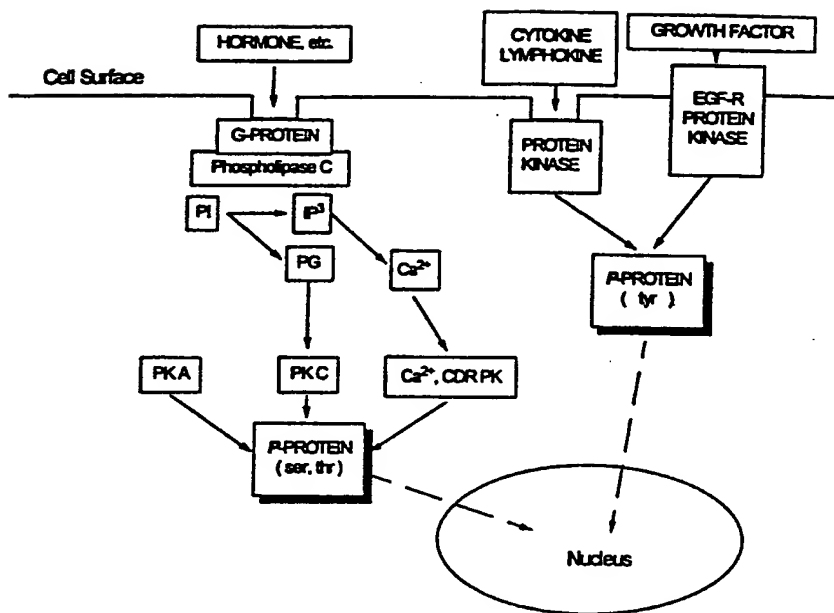 HORMONE, etc.
CYTOKINE
LYMPHOKINE
GROWTH FACTOR
Cell Surface
G-PROTEIN
Phospholipase C
PROTEIN
KINASE
EGF-R
PROTEIN
KINASE
PI
IP³
PG
Ca²⁺
P-PROTEIN
( tyr )
PKA
PKC
Ca²⁺, CDR PK
P-PROTEIN
( ser, thr )
Nucleus